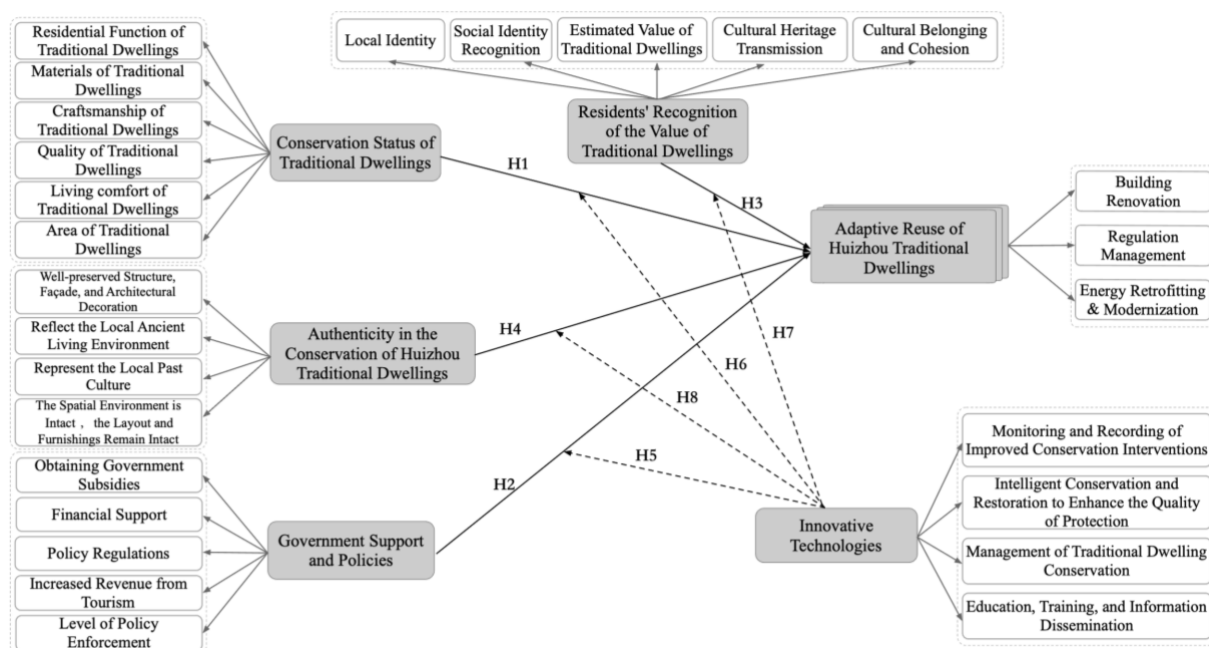 Residential Function of
Traditional Dwellings
Materials of Traditional
Dwellings
Craftsmanship of
Traditional Dwellings
Quality of Traditional
Dwellings
Living comfort of
Traditional Dwellings
Area of Traditional
Dwellings
Conservation Status of
Traditional Dwellings
Local Identity
Social Identity
Recognition
Estimated Value of
Traditional Dwellings
Cultural Heritage
Transmission
Cultural Belonging
and Cohesion
Residents' Recognition
of the Value of
Traditional Dwellings
H1
H3
Adaptive Reuse of
Huizhou Traditional
Dwellings
Building
Renovation
Regulation
Management
Energy Retrofitting
& Modernization
Well-preserved Structure,
Façade, and Architectural
Decoration
Reflect the Local Ancient
Living Environment
Represent the Local Past
Culture
The Spatial Environment is
Intact ， the Layout and
Furnishings Remain Intact
Authenticity in the
Conservation of Huizhou
Traditional Dwellings
H4
H7
H6
H8
H5
H2
Obtaining Government
Subsidies
Financial Support
Policy Regulations
Increased Revenue from
Tourism
Level of Policy
Enforcement
Government Support
and Policies
Innovative
Technologies
Monitoring and Recording of
Improved Conservation Interventions
Intelligent Conservation and
Restoration to Enhance the Quality
of Protection
Management of Traditional Dwelling
Conservation
Education, Training, and Information
Dissemination